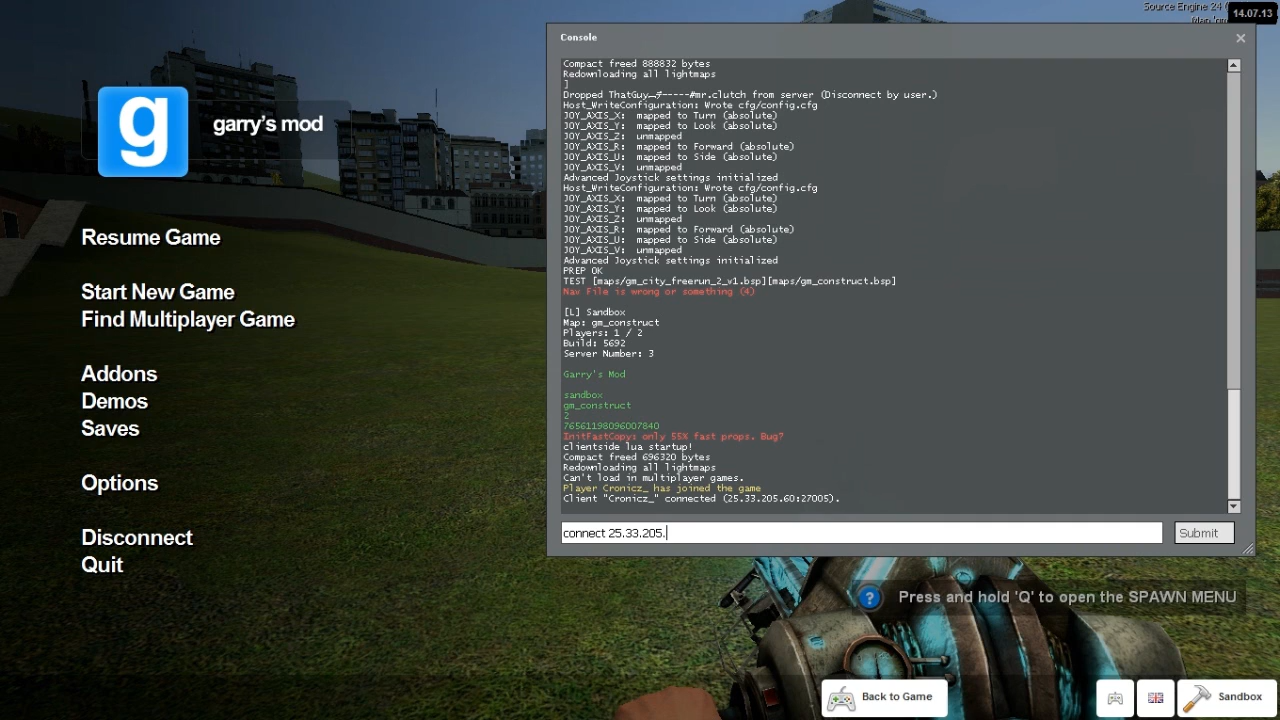 Source Engine 24
14.07.13
g
garry's mod
Resume Game
Start New Game
Find Multiplayer Game
Addons
Demos
Saves
Options
Disconnect
Quit
Console
Compact freed 888832 bytes
Redownloading all lightmaps
]
from server (Disconnect by user.)
Host_WriteConfiguration: Wrote cfg/config.cfg
JOY_AXIS_X: mapped to Turn (absolute)
JOY_AXIS_Y: mapped to Look (absolute)
JOY_AXIS_Z: unmapped
JOY_AXIS_R: mapped to Forward (absolute)
JOY_AXIS_U: mapped to Side (absolute)
JOY_AXIS_V: unmapped
Advanced Joystick settings initialized
Host_WriteConfiguration: Wrote cfg/config.cfg
JOY_AXIS_X: mapped to Turn (absolute)
JOY_AXIS_Y: mapped to Look (absolute)
JOY_AXIS_Z: unmapped
JOY_AXIS_R: mapped to Forward (absolute)
JOY_AXIS_U: mapped to Side (absolute)
JOY_AXIS_V: unmapped
Advanced Joystick settings initialized
PREP OK
TEST [maps/gm_city_freerun_2_v1.bsp][maps/gm_construct.bsp]
Nav File is wrong or something (4)
[L] Sandbox
Map: gm_construct
Players: 1 / 2
Build: 5692
Server Number: 3
Garry's Mod
sandbox
gm_construct
2
76561198096007840
InitFastCopy: only 55% fast props. Bug?
clientside lua startup!
Compact freed 696320 bytes
Redownloading all lightmaps
Can't load in multiplayer games.
Player Cronicz_ has joined the game
Client "Cronicz_" connected (25.33.205.60:27005).
connect 25.33.205.
Submit
? Press and hold 'Q' to open the SPAWN MENU
Back to Game
Sandbox